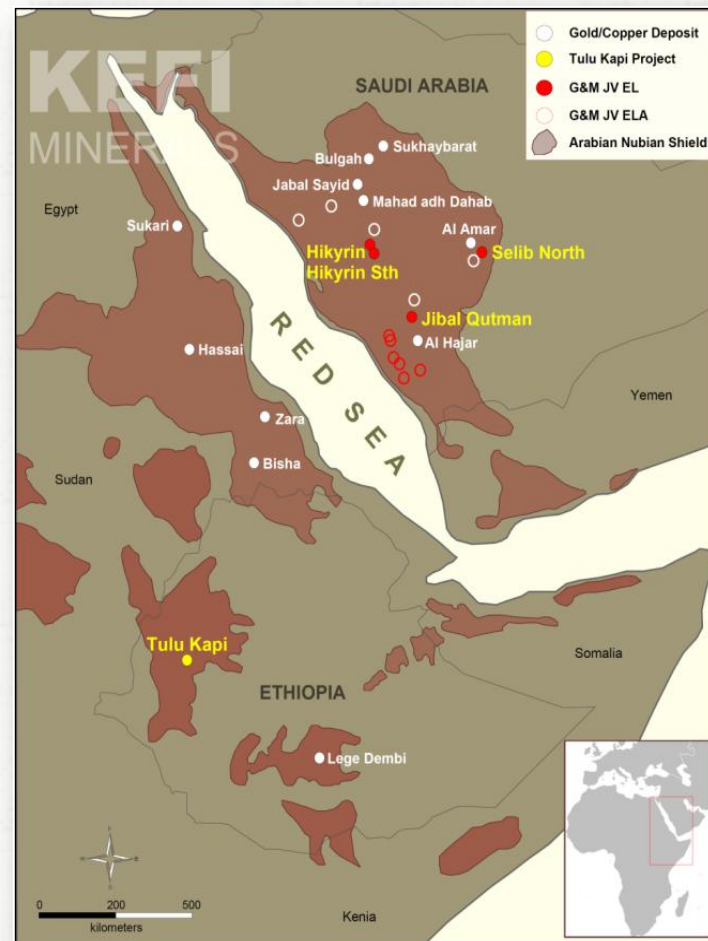 KEFI
MINERALS
SAUDI ARABIA
Gold/Copper Deposit
Tulu Kapi Project
G&M JV EL
G&M JV ELA
Arabian Nubian Shield
Sukhaybarat
Bulgah
Jabal Sayid
Mahad adh Dahab
Egypt
Sukari
Al Amar
Hikyrin
Hikyrin Sth
Selib North
Jibal Qutman
Al Hajar
RED SEA
Hassai
Yemen
Zara
Bisha
Sudan
Tulu Kapi
Somalia
ETHIOPIA
Lege Dembi
0 200 500
kilometers
Kenia